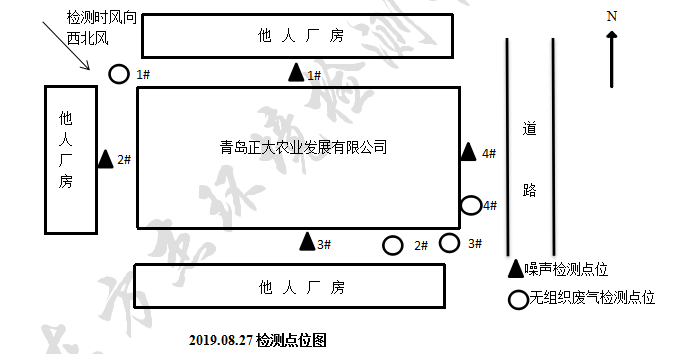 检测时风向
西北风
他 人 厂 房
N
1#
1#
他人厂房
2#
青岛正大农业发展有限公司
4#
道路
4#
3#
2#
3#
噪声检测点位
无组织废气检测点位
他 人 厂 房
2019.08.27 检测点位图